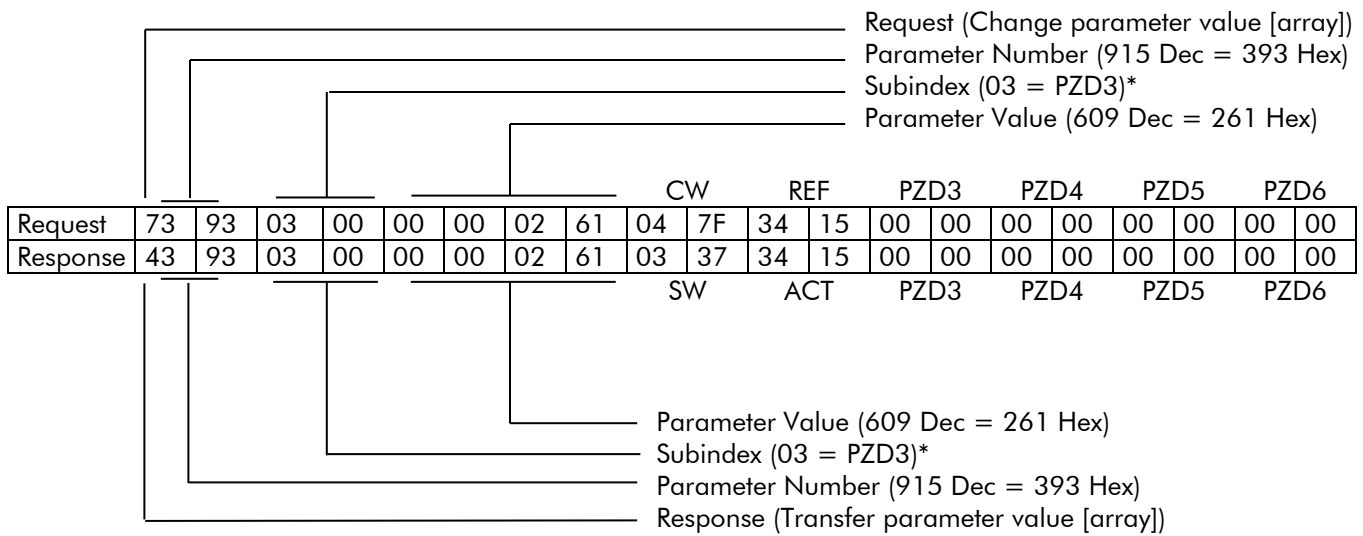 Request (Change parameter value [array])
Parameter Number (915 Dec = 393 Hex)
Subindex (03 = PZD3)*
Parameter Value (609 Dec = 261 Hex)
CW REF PZD3 PZD4 PZD5 PZD6
Request 73 93 03 00 00 00 02 61 04 7F 34 15 00 00 00 00 00 00 00 00
Response 43 93 03 00 00 00 02 61 03 37 34 15 00 00 00 00 00 00 00 00
SW ACT PZD3 PZD4 PZD5 PZD6
Parameter Value (609 Dec = 261 Hex)
Subindex (03 = PZD3)*
Parameter Number (915 Dec = 393 Hex)
Response (Transfer parameter value [array])